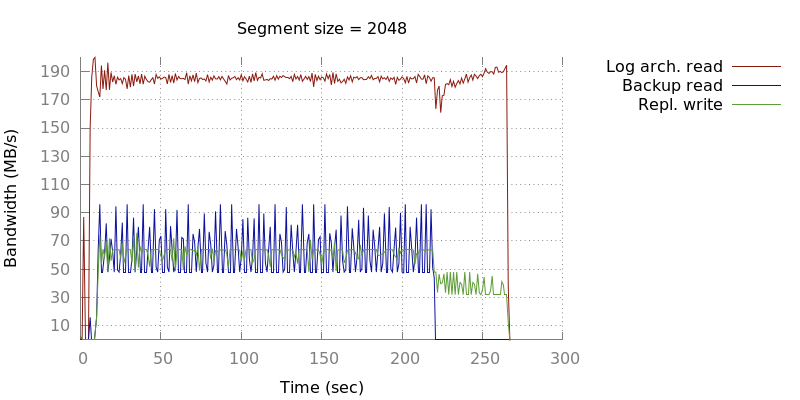 Segment size = 2048
Log arch. read
Backup read
Repl. write
Bandwidth (MB/s)
190
170
150
130
110
90
70
50
30
10
0 50 100 150 200 250 300
Time (sec)